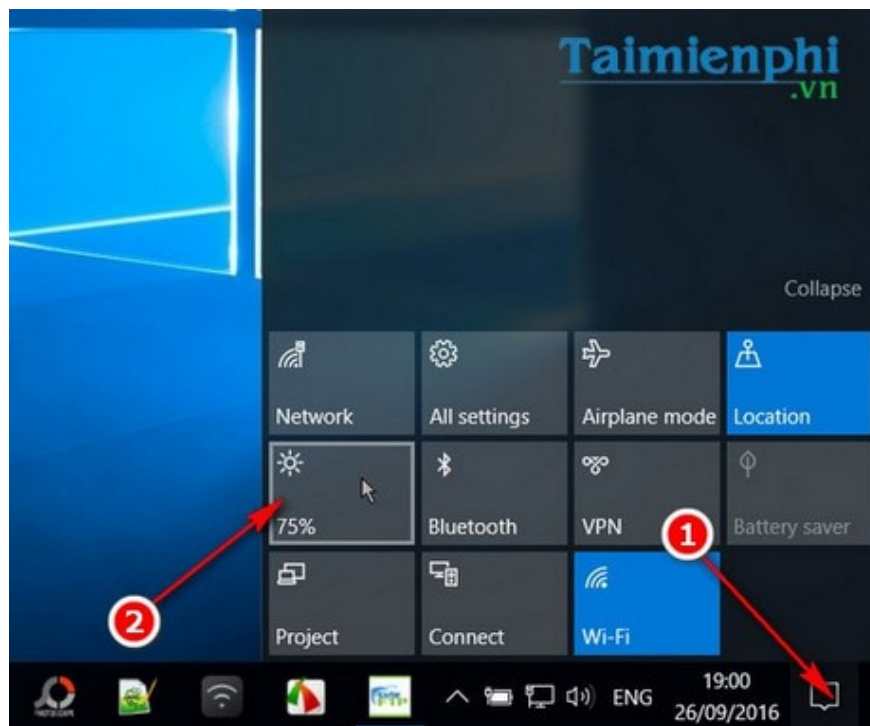 Taimienphi
.vn
Collapse
Network
All settings
Airplane mode
Location
75%
Bluetooth
VPN
Battery saver
1
2
Project
Connect
Wi-Fi
ENG
19:00
26/09/2016